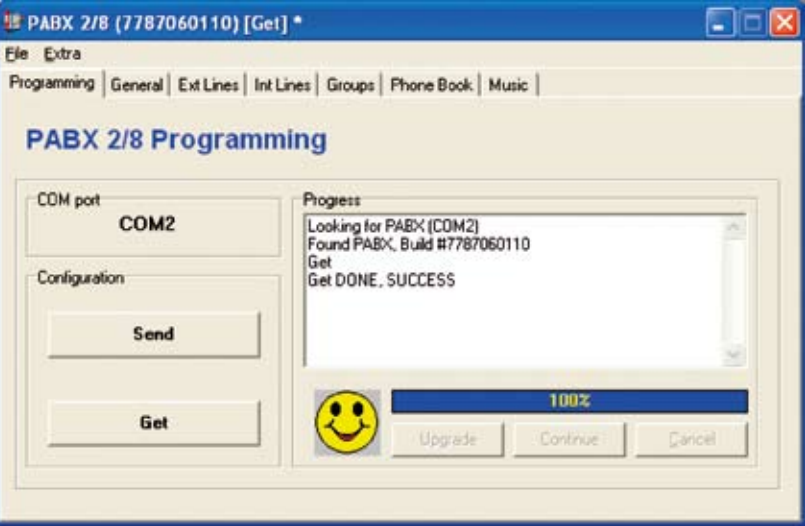 PABX 2/8 (7787060110) [Get] *
File Extra
Programming General Ext Lines Int Lines Groups Phone Book Music
PABX 2/8 Programming
COM port
COM2
Configuration
Send
Get
Progress
Looking for PABX (COM2)
Found PABX, Build #7787060110
Get
Get DONE, SUCCESS
100%
Upgrade Continue Cancel